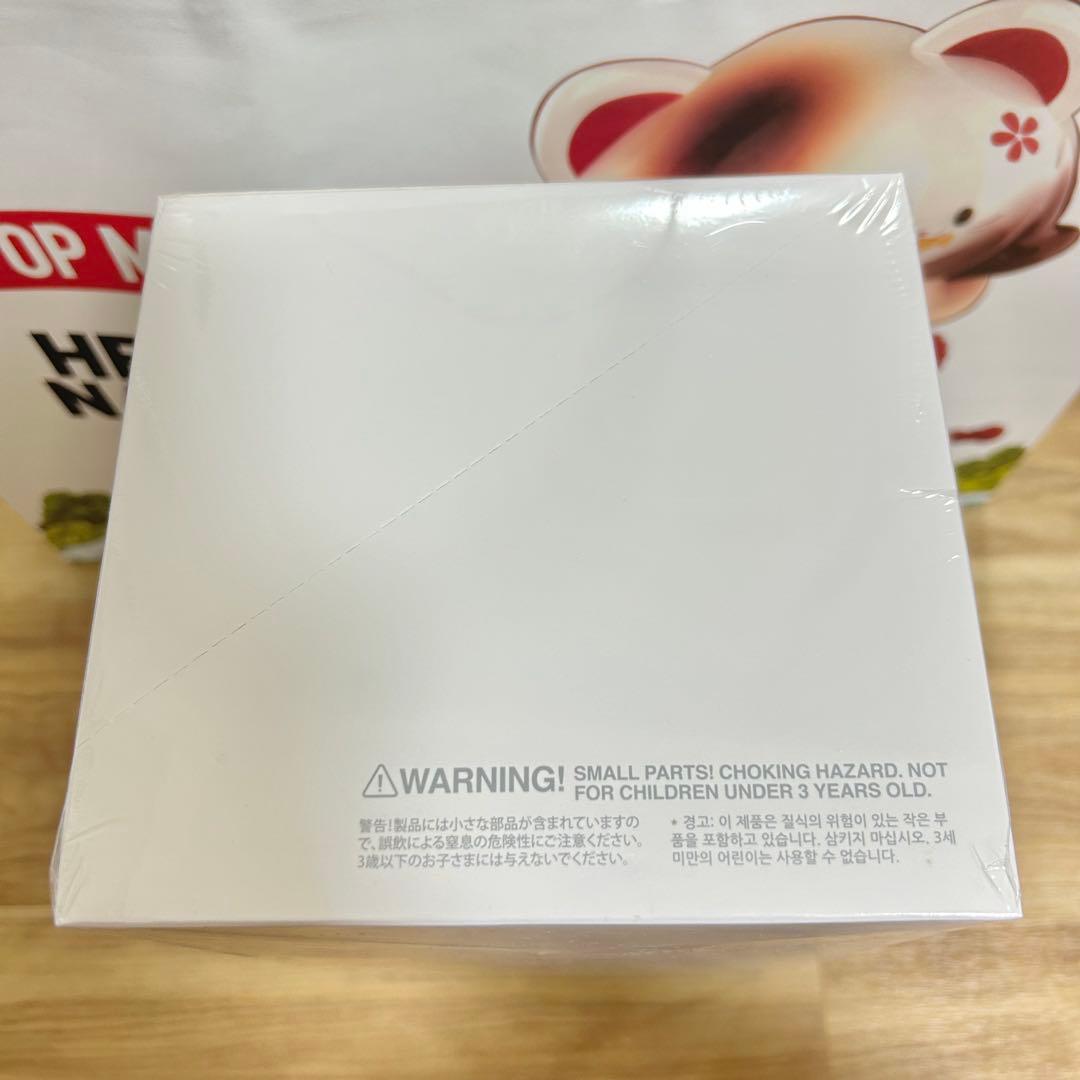 OP M
HE
N
WARNING! SMALL PARTS! CHOKING HAZARD. NOT
FOR CHILDREN UNDER 3 YEARS OLD.
警告!製品には小さな部品が含まれていますの
で、誤飲による窒息の危険性にご注意ください。
3歳以下のお子さまには与えないでください。
* 경고: 이 제품은 질식의 위험이 있는 작은 부
품을 포함하고 있습니다. 삼키지 마십시오. 3세
미만의 어린이는 사용할 수 없습니다.